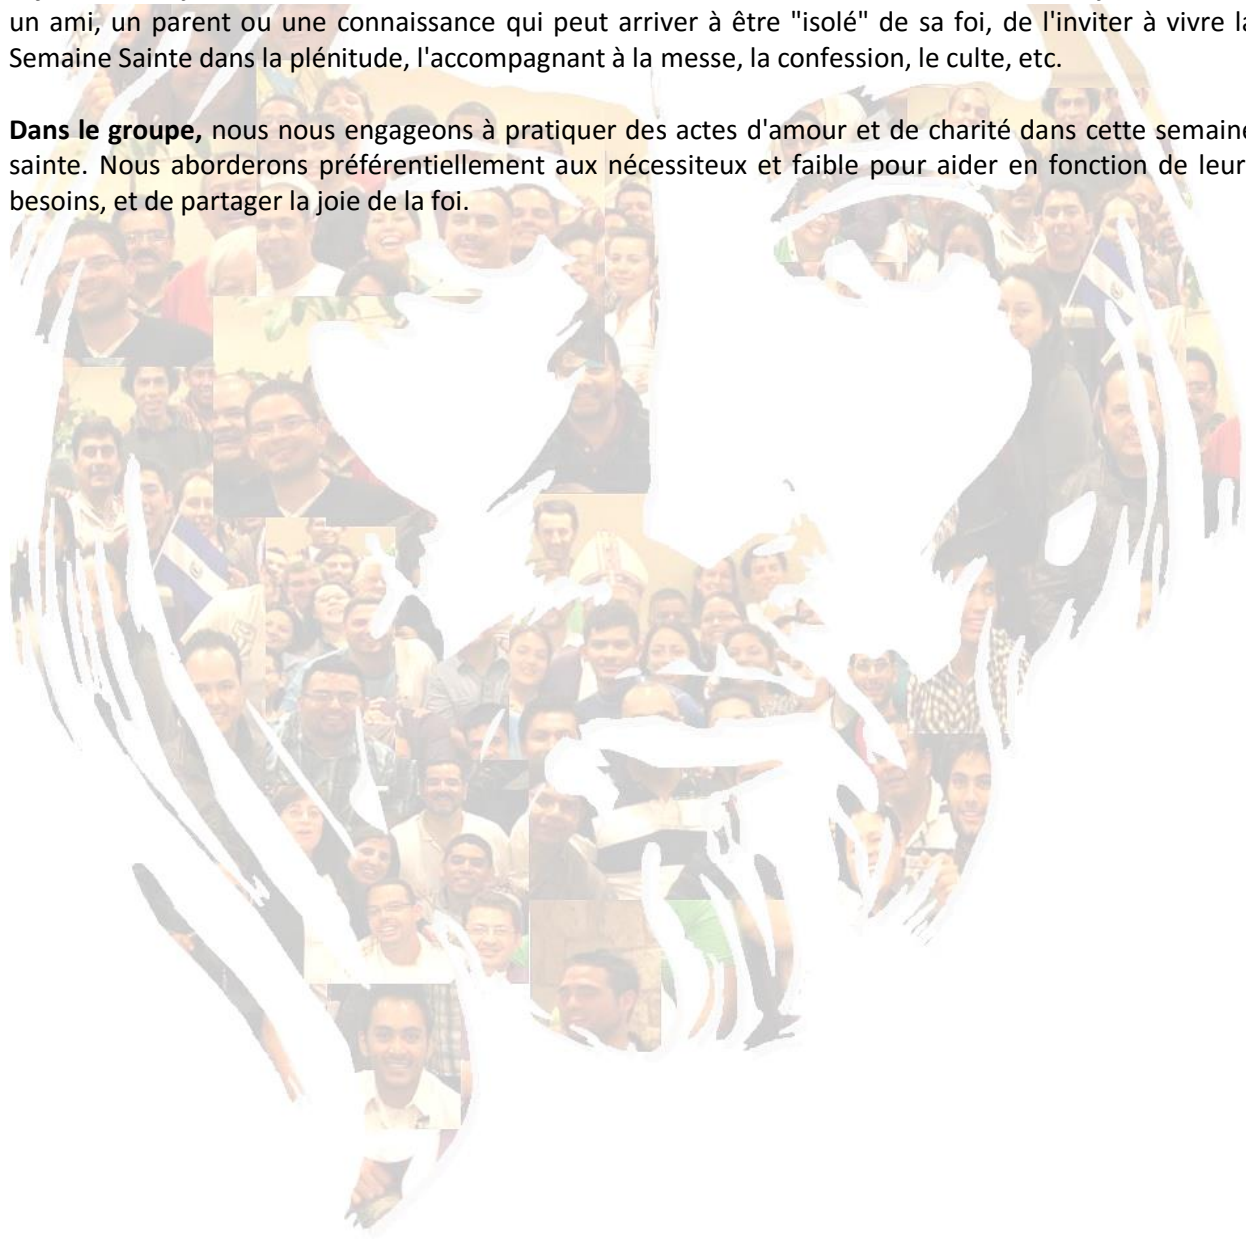 un ami, un parent ou une connaissance qui peut arriver à être "isolé" de sa foi, de l'inviter à vivre la
Semaine Sainte dans la plénitude, l'accompagnant à la messe, la confession, le culte, etc.
Dans le groupe, nous nous engageons à pratiquer des actes d'amour et de charité dans cette semaine
sainte. Nous aborderons préférentiellement aux nécessiteux et faible pour aider en fonction de leur
besoins, et de partager la joie de la foi.